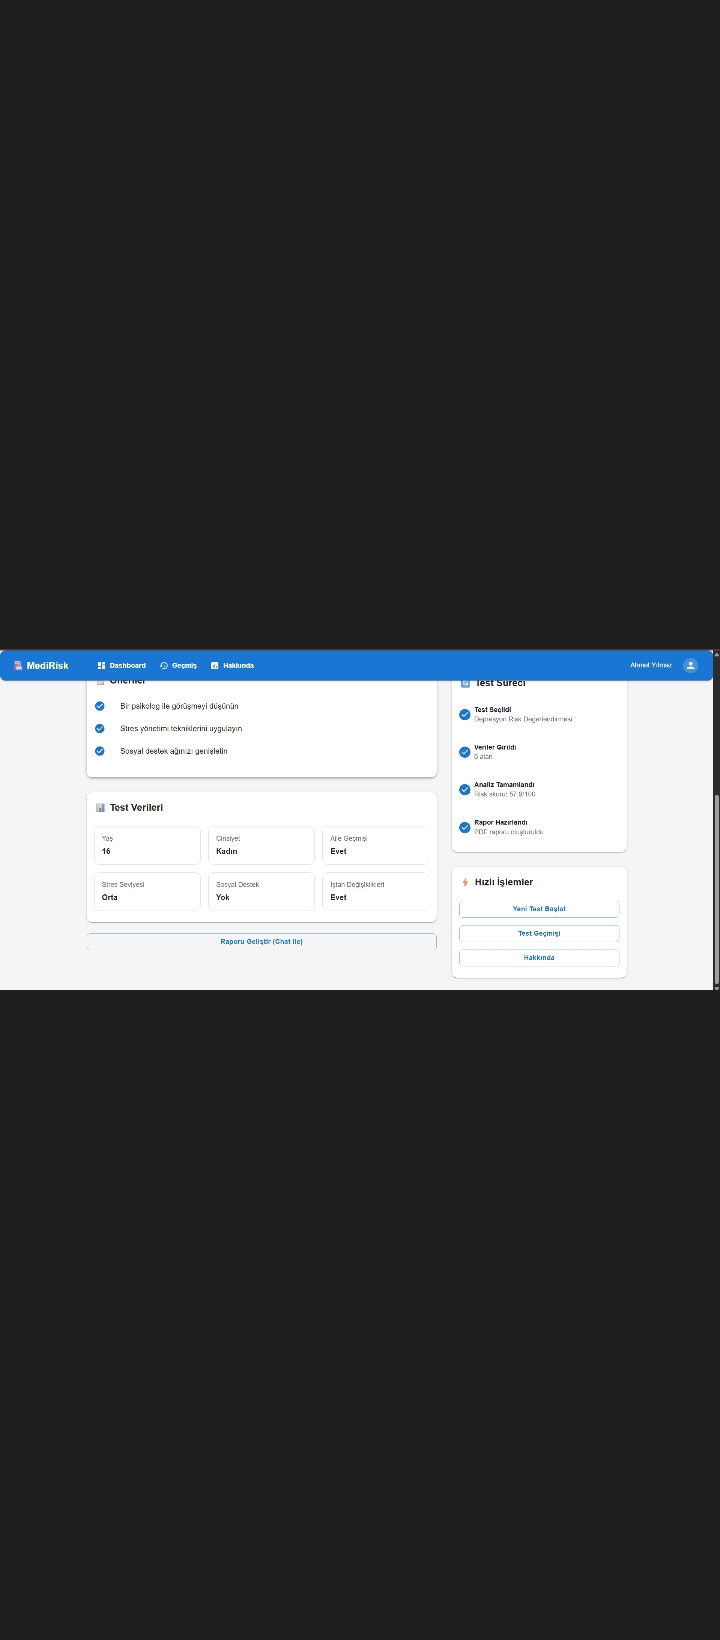 MediRisk
Dashboard
Geçmiş
Hakkında
Ahmet Yılmaz
Öneriler
Bir psikolog ile görüşmeyi düşünün
Stres yönetimi tekniklerini uygulayın
Sosyal destek ağınızı genişletin
Test Verileri
Yaş
16
Cinsiyet
Kadın
Aile Geçmişi
Evet
Stres Seviyesi
Orta
Sosyal Destek
Yok
İştah Değişiklikleri
Evet
Raporu Geliştir (Chat ile)
Test Süreci
Test Seçildi
Depresyon Risk Değerlendirmesi
Veriler Girildi
6 alan
Analiz Tamamlandı
Risk skoru: 57.9/100
Rapor Hazırlandı
PDF raporu oluşturuldu
Hızlı İşlemler
Yeni Test Başlat
Test Geçmişi
Hakkında